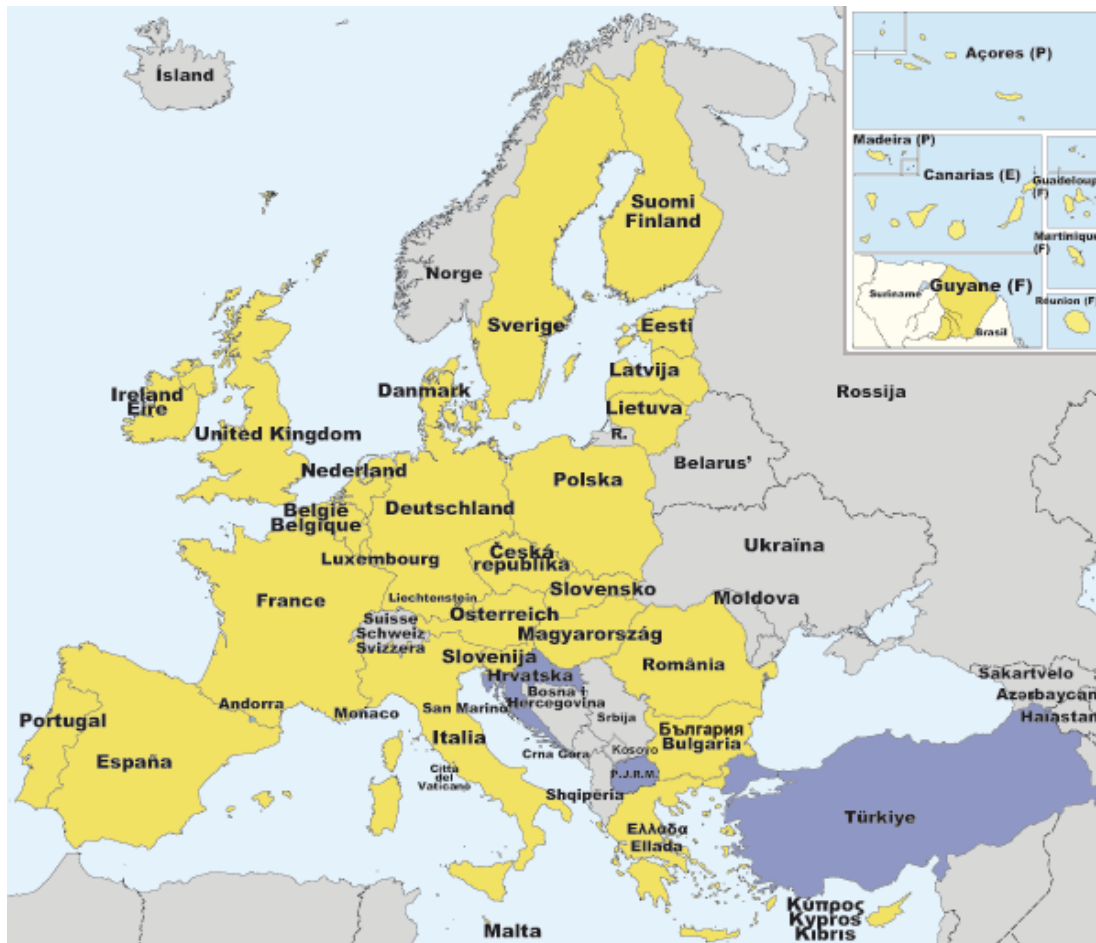 Ísland
Açores (P)
Madeira (P)
Canarias (E)
Guadeloup
(F)
Martinique
(F)
Guyane (F)
Suriname
Brasil
Réunion (F)
Suomi
Finland
Norge
Sverige
Eesti
Latvija
Lietuva
R.
Rossija
Danmark
Ireland
Éire
United Kingdom
Nederland
België
Belgique
Deutschland
Polska
Belarus'
Luxembourg
Česká
republika
Ukraïna
Slovensko
Liechtenstein
Österreich
Moldova
France
Suisse
Schweiz
Svizzera
Magyarország
Slovenija
Hrvatska
România
Bosna i
Hercegovina
Srbija
Sakartvelo
Azərbaycan
Haıastan
Andorra
Monaco
San Marino
Portugal
España
Italia
Città
del
Vaticano
Crna Gora
Kosovo
България
Bulgaria
P.J.R.M.
Shqipëria
Türkiye
Ελλάδα
Ellada
Malta
Κύπρος
Kypros
Kıbrıs